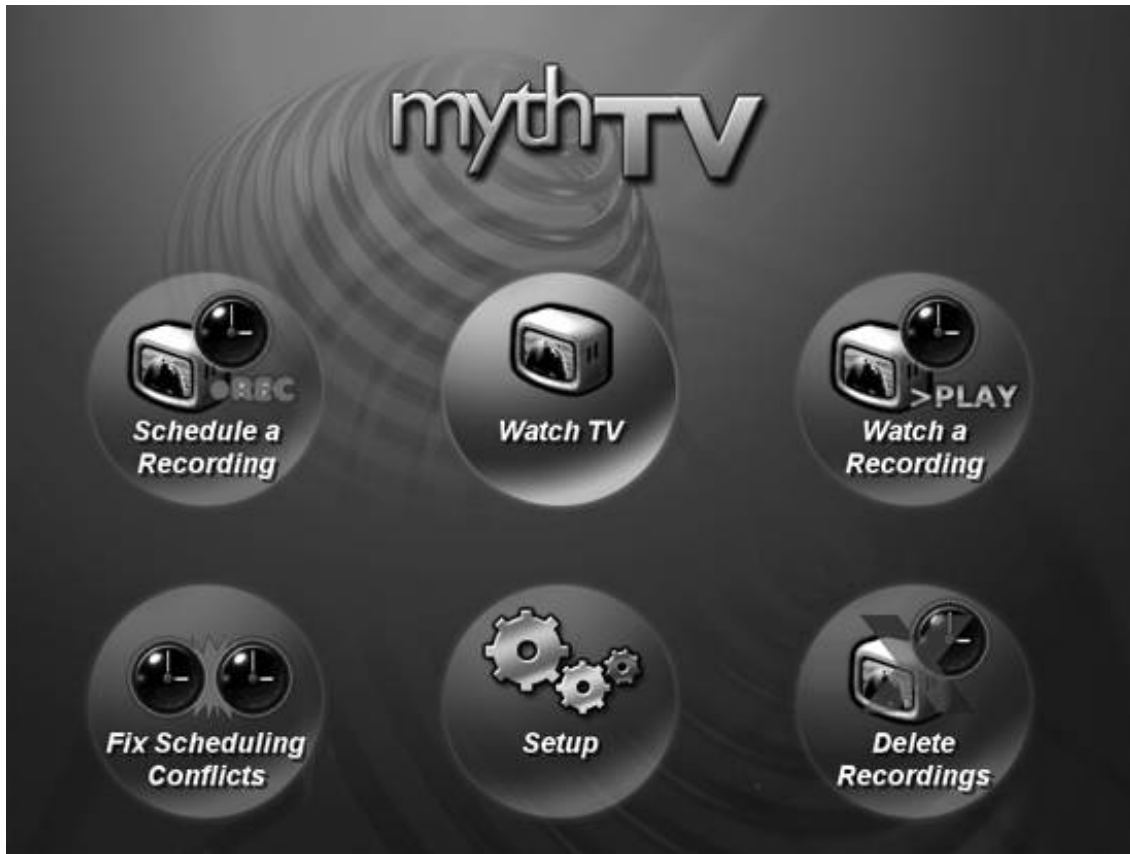 mythTV
●REC
Schedule a
Recording
Watch TV
>PLAY
Watch a
Recording
Fix Scheduling
Conflicts
Setup
Delete
Recordings